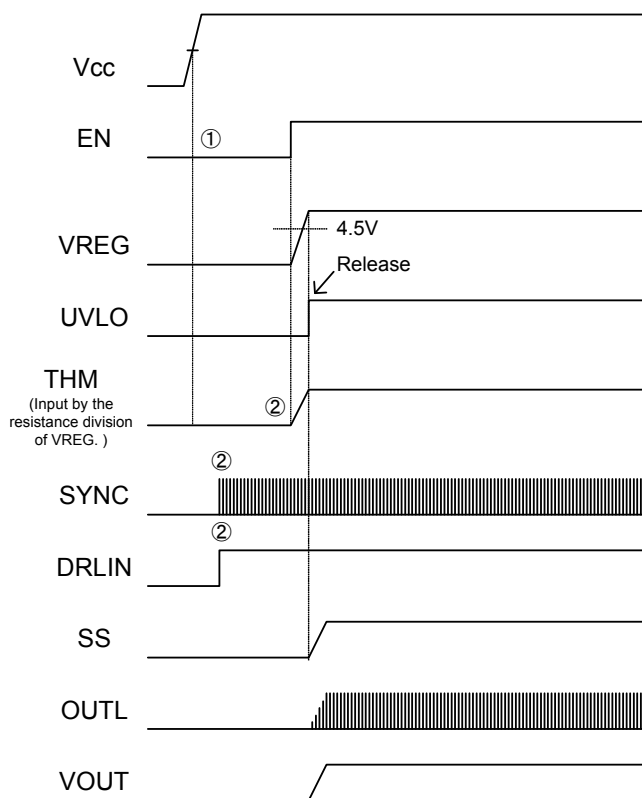 Vcc
EN
①
VREG
4.5V
Release
UVLO
THM
(Input by the
resistance division
of VREG. )
②
②
SYNC
②
DRLIN
SS
OUTL
VOUT